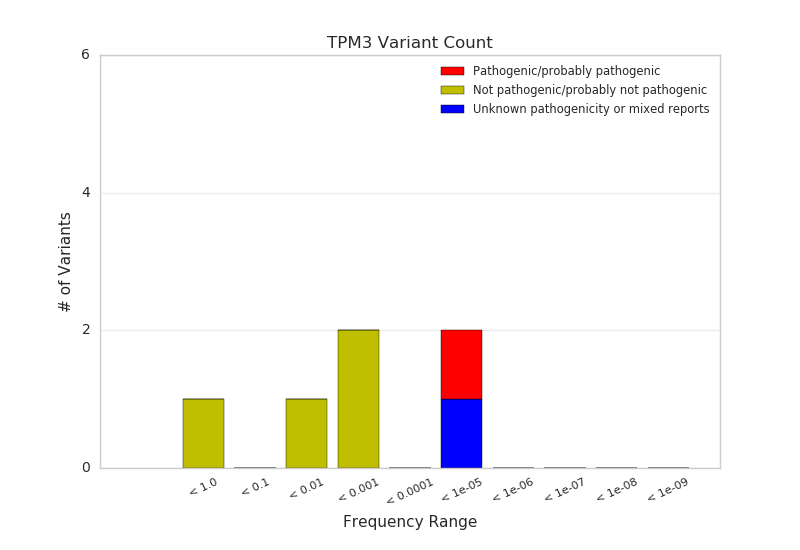 TPM3 Variant Count
6
4
2
0
# of Variants
Pathogenic/probably pathogenic
Not pathogenic/probably not pathogenic
Unknown pathogenicity or mixed reports
< 1.0
< 0.1
< 0.01
< 0.001
< 0.0001
< 1e-05
< 1e-06
< 1e-07
< 1e-08
< 1e-09
Frequency Range